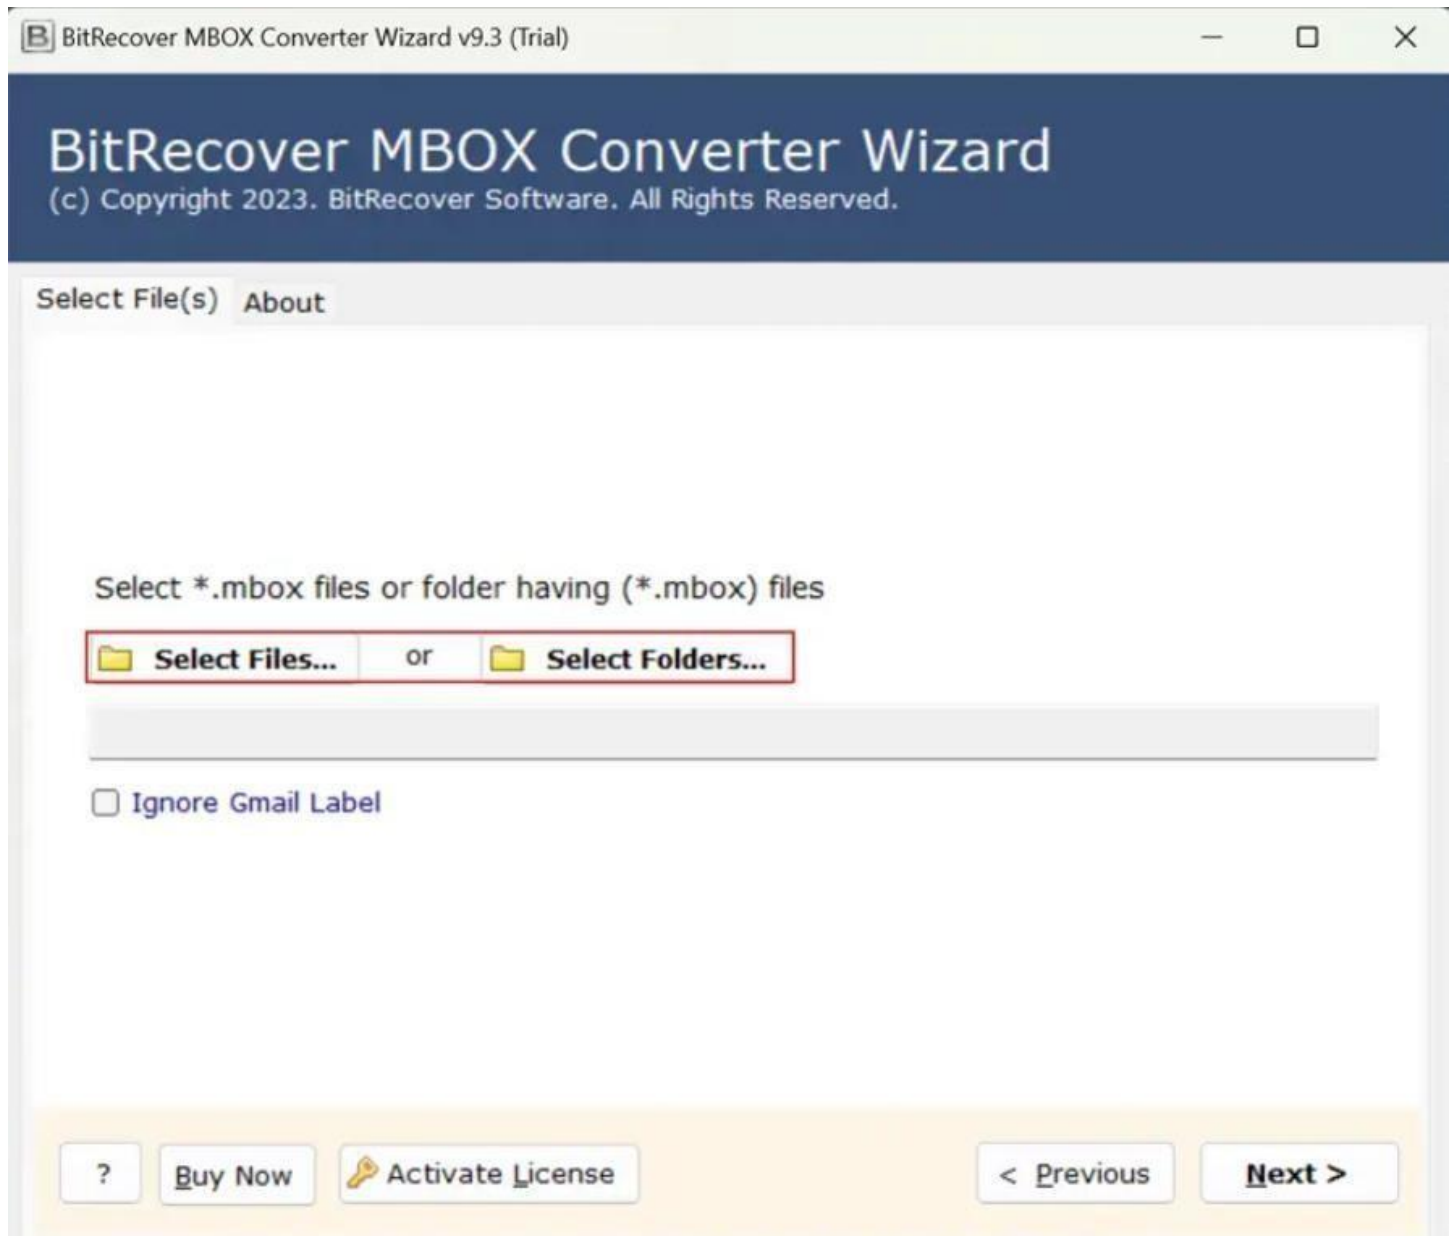 BitRecover MBOX Converter Wizard v9.3 (Trial)
BitRecover MBOX Converter Wizard
(c) Copyright 2023. BitRecover Software. All Rights Reserved.
Select File(s) About
Select *.mbox files or folder having (*.mbox) files
Select Files... or Select Folders...
Ignore Gmail Label
? Buy Now Activate License < Previous Next >